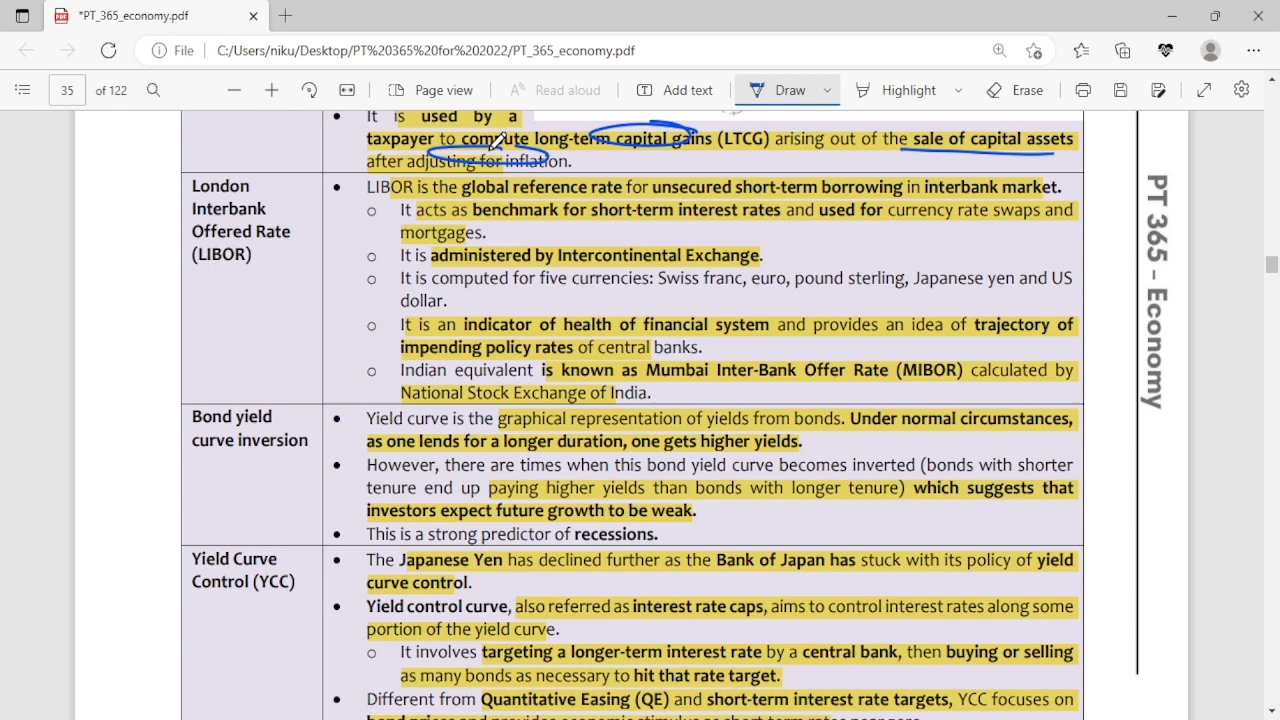 *PT_365_economy.pdf
File
C:/Users/niku/Desktop/PT%20365%20for%202022/PT_365_economy.pdf
35 of 122
Page view
Read aloud
Add text
Draw
Highlight
Erase
• It is used by a
taxpayer to compute long-term capital gains (LTCG) arising out of the sale of capital assets
after adjusting for inflation.
London
Interbank
Offered Rate
(LIBOR)
• LIBOR is the global reference rate for unsecured short-term borrowing in interbank market.
o It acts as benchmark for short-term interest rates and used for currency rate swaps and
mortgages.
o It is administered by Intercontinental Exchange.
o It is computed for five currencies: Swiss franc, euro, pound sterling, Japanese yen and US
dollar.
o It is an indicator of health of financial system and provides an idea of trajectory of
impending policy rates of central banks.
o Indian equivalent is known as Mumbai Inter-Bank Offer Rate (MIBOR) calculated by
National Stock Exchange of India.
Bond yield
curve inversion
• Yield curve is the graphical representation of yields from bonds. Under normal circumstances,
as one lends for a longer duration, one gets higher yields.
• However, there are times when this bond yield curve becomes inverted (bonds with shorter
tenure end up paying higher yields than bonds with longer tenure) which suggests that
investors expect future growth to be weak.
• This is a strong predictor of recessions.
Yield Curve
Control (YCC)
• The Japanese Yen has declined further as the Bank of Japan has stuck with its policy of yield
curve control.
• Yield control curve, also referred as interest rate caps, aims to control interest rates along some
portion of the yield curve.
o It involves targeting a longer-term interest rate by a central bank, then buying or selling
as many bonds as necessary to hit that rate target.
• Different from Quantitative Easing (QE) and short-term interest rate targets, YCC focuses on
PT 365 - Economy